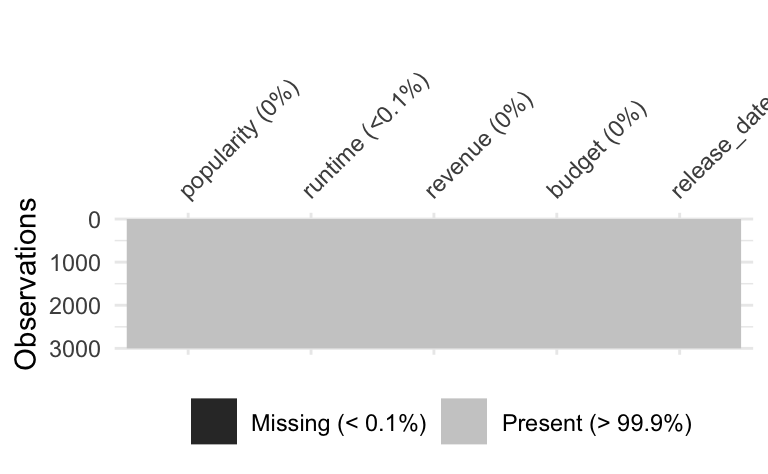 popularity (0%)
runtime (<0.1%)
revenue (0%)
budget (0%)
release_date
Observations
0
1000
2000
3000
Missing (< 0.1%)
Present (> 99.9%)